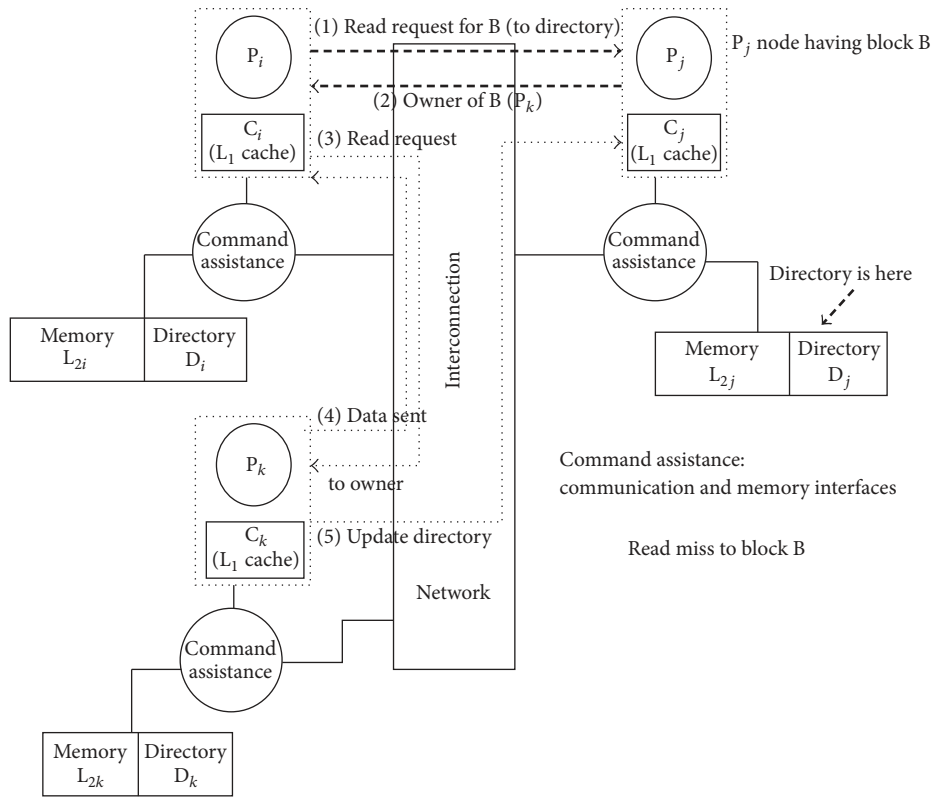 (1) Read request for B (to directory)
P_i
P_j
P_j node having block B
(2) Owner of B (P_k)
C_i
(L_1 cache)
(3) Read request
C_j
(L_1 cache)
Command
assistance
Command
assistance
Interconnection
Directory is here
Memory
L_2i
Directory
D_i
Memory
L_2j
Directory
D_j
(4) Data sent
P_k
to owner
Command assistance:
communication and memory interfaces
C_k
(L_1 cache)
(5) Update directory
Read miss to block B
Network
Command
assistance
Memory
L_2k
Directory
D_k